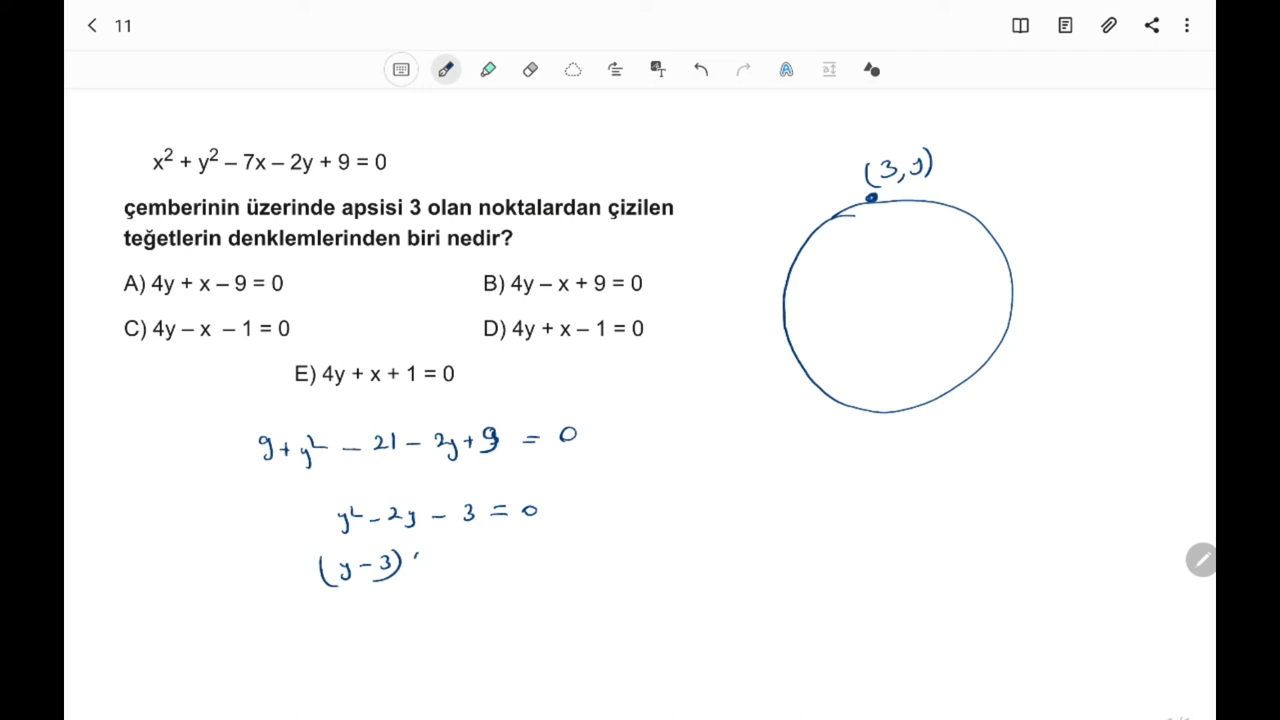 11
x² + y² – 7x – 2y + 9 = 0
çemberinin üzerinde apsisi 3 olan noktalardan çizilen
teğetlerin denklemlerinden biri nedir?
A) 4y + x – 9 = 0
B) 4y – x + 9 = 0
C) 4y – x – 1 = 0
D) 4y + x – 1 = 0
E) 4y + x + 1 = 0
(3, y)
9 + y² – 21 – 2y + 9 = 0
y² – 2y – 3 = 0
(y – 3)